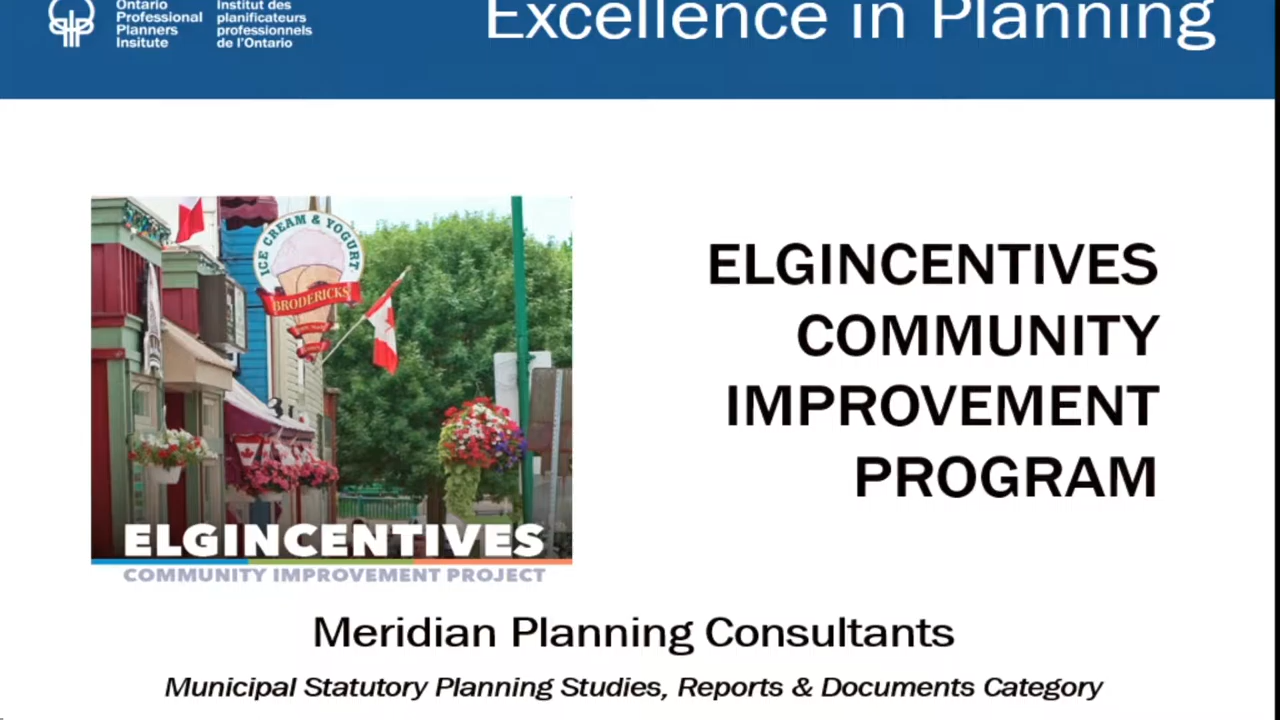 Ontario
Professional
Planners
Insitute
Institut des
planificateurs
professionnels
de l'Ontario
Excellence in Planning
ICE CREAM & YOGURT
BRODERICKS
ELGINCENTIVES
COMMUNITY IMPROVEMENT PROJECT
ELGINCENTIVES
COMMUNITY
IMPROVEMENT
PROGRAM
Meridian Planning Consultants
Municipal Statutory Planning Studies, Reports & Documents Category